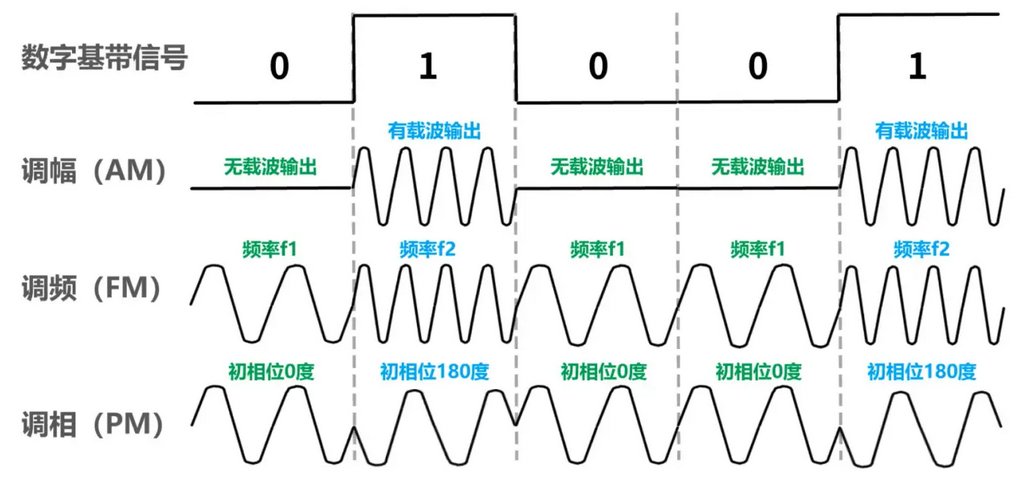 数字基带信号 0 1 0 0 1
有载波输出 有载波输出
调幅（AM） 无载波输出 无载波输出 无载波输出
频率f1 频率f2 频率f1 频率f1 频率f2
调频（FM）
初相位0度 初相位180度 初相位0度 初相位0度 初相位180度
调相（PM）